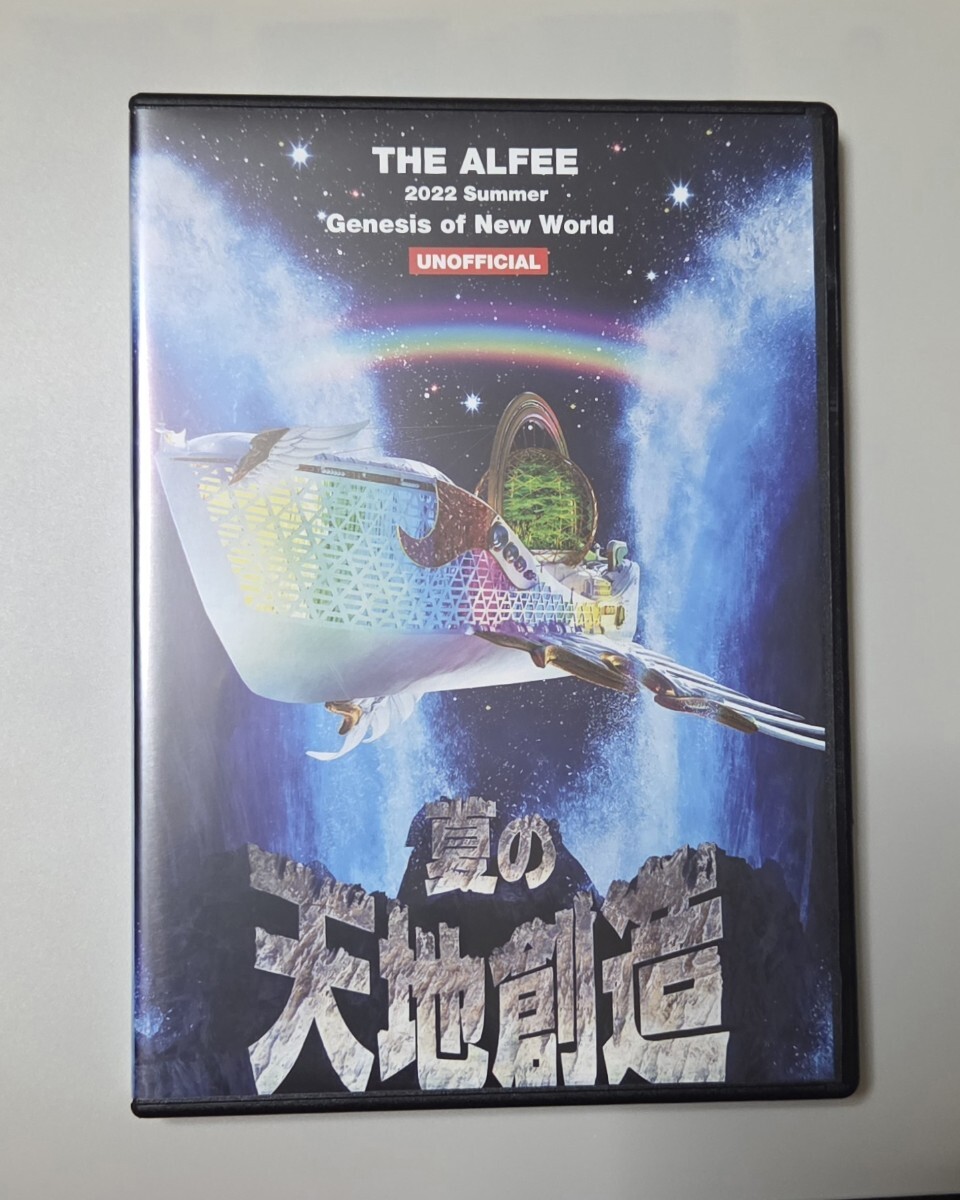 THE ALFEE
2022 Summer
Genesis of New World
UNOFFICIAL
夏の
天地創造